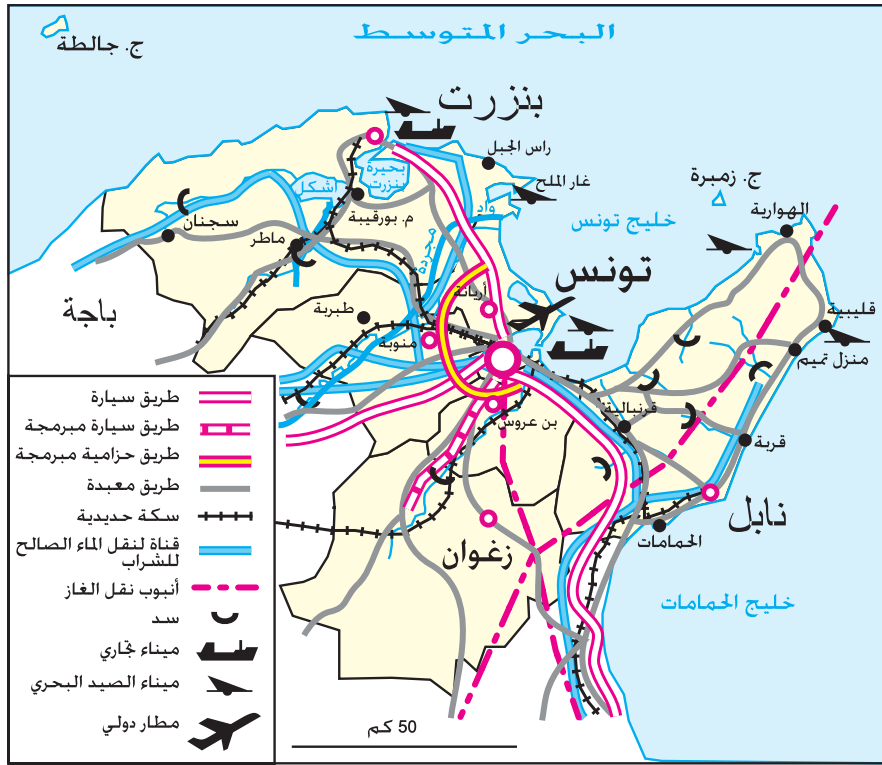 البحر المتوسط
ج. جالطة
بنزرت
راس الجبل
غار الملح
ج. زمبرة
بحيرة
بنزرت
اشكل
م. بورقيبة
واد
مجردة
خليج تونس
الهوارية
سجنان
ماطر
تونس
أريانة
باجة
طبربة
منوبة
قليبية
منزل تميم
قرنبالية
بن عروس
قربة
نابل
الحمامات
زغوان
خليج الحمامات
طريق سيارة
طريق سيارة مبرمجة
طريق حزامية مبرمجة
طريق معبدة
سكة حديدية
قناة لنقل الماء الصالح
للشراب
أنبوب نقل الغاز
سد
ميناء تجاري
ميناء الصيد البحري
مطار دولي
50 كم